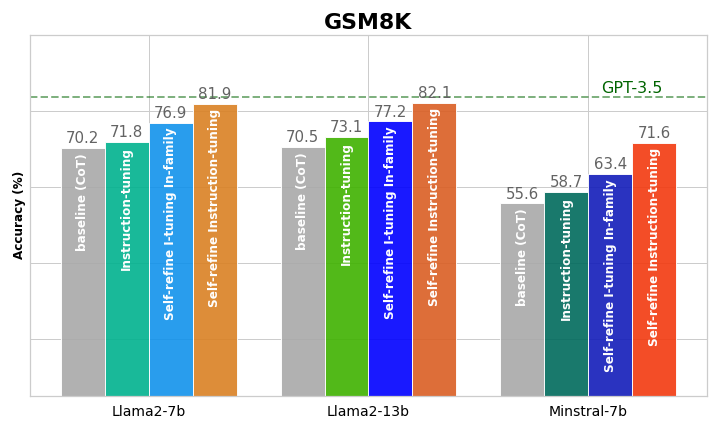 GSM8K
GPT-3.5
Accuracy (%)
70.2
71.8
76.9
81.9
70.5
73.1
77.2
82.1
55.6
58.7
63.4
71.6
baseline (CoT)
Instruction-tuning
Self-refine I-tuning In-family
Self-refine Instruction-tuning
baseline (CoT)
Instruction-tuning
Self-refine I-tuning In-family
Self-refine Instruction-tuning
baseline (CoT)
Instruction-tuning
Self-refine I-tuning In-family
Self-refine Instruction-tuning
Llama2-7b
Llama2-13b
Minstral-7b